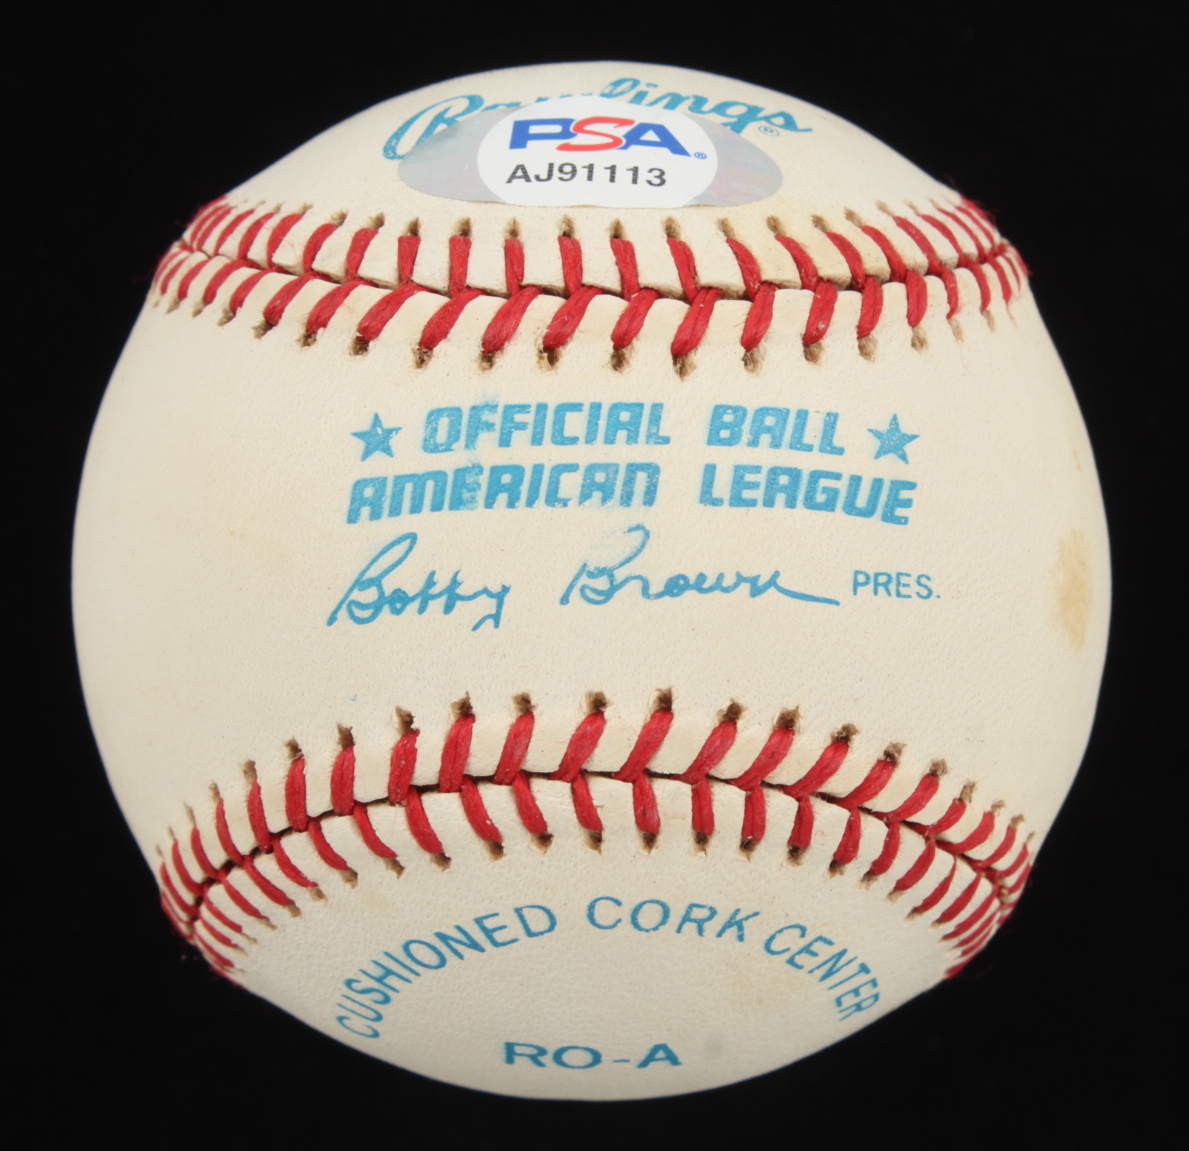 Rawlings®
PSA®
AJ91113
★ OFFICIAL BALL ★
AMERICAN LEAGUE
Bobby Brown PRES.
CUSHIONED CORK CENTER
RO-A